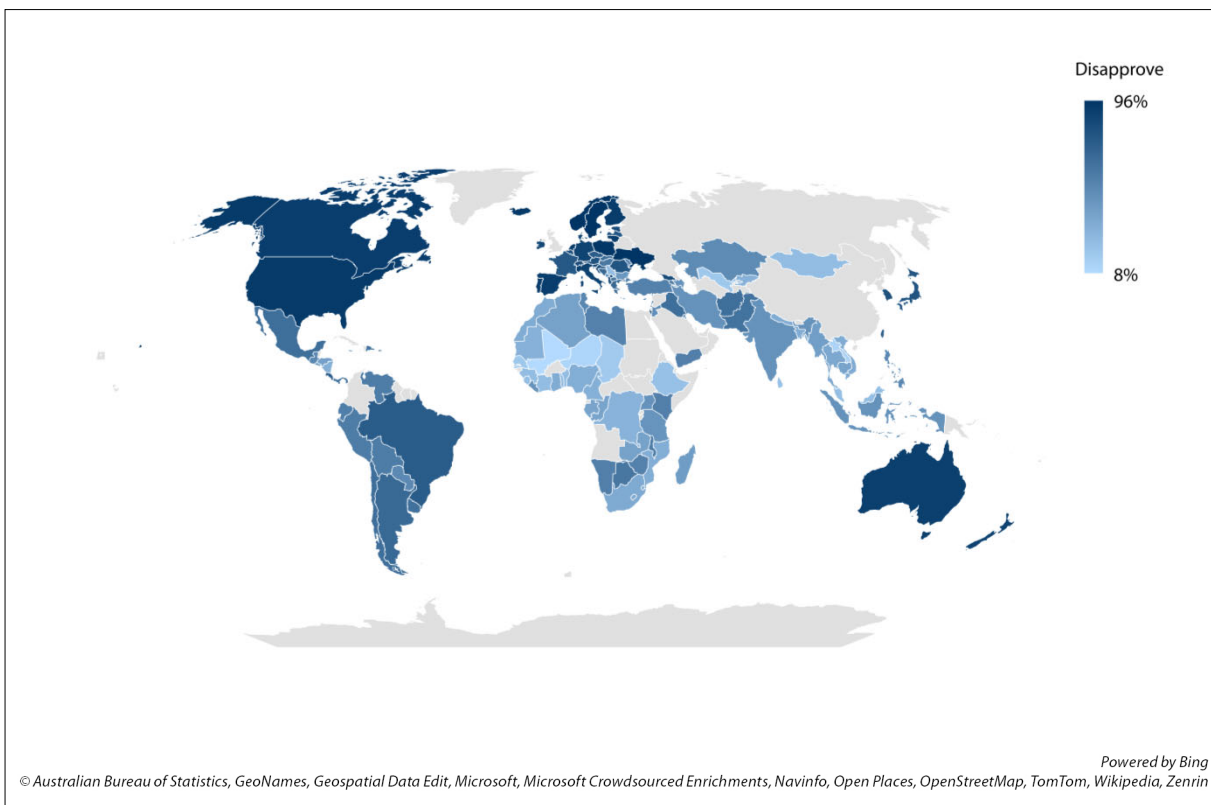 Disapprove
96%
8%
Powered by Bing
© Australian Bureau of Statistics, GeoNames, Geospatial Data Edit, Microsoft, Microsoft Crowdsourced Enrichments, Navinfo, Open Places, OpenStreetMap, TomTom, Wikipedia, Zenrin